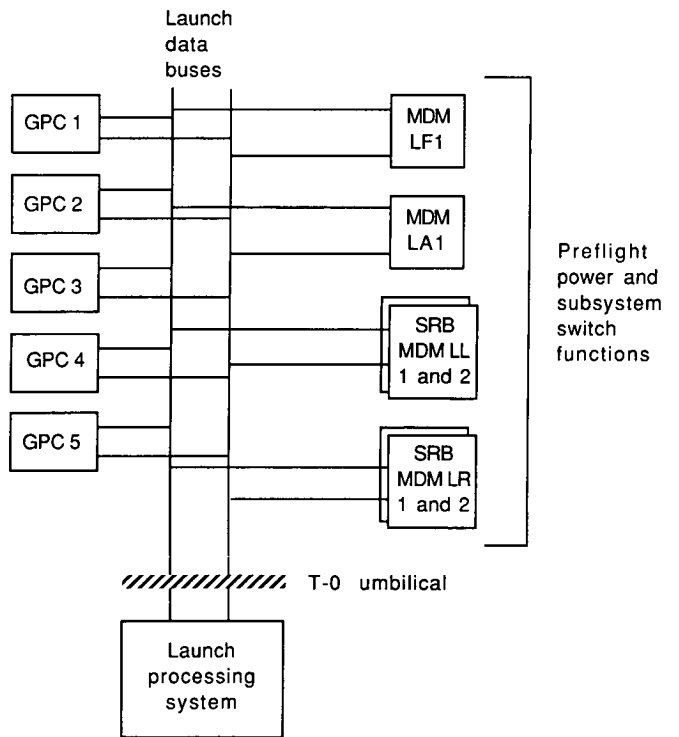 Launch
data
buses
GPC 1
GPC 2
GPC 3
GPC 4
GPC 5
MDM
LF1
MDM
LA1
SRB
MDM LL
1 and 2
SRB
MDM LR
1 and 2
Preflight
power and
subsystem
switch
functions
T-0 umbilical
Launch
processing
system